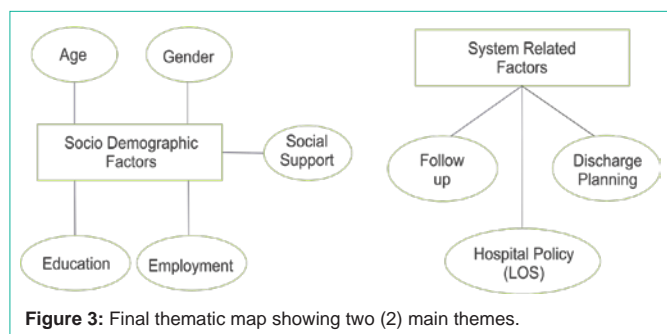 Age
Gender
Socio Demographic
Factors
Social
Support
Education
Employment
System Related
Factors
Follow
up
Discharge
Planning
Hospital Policy
(LOS)
Figure 3: Final thematic map showing two (2) main themes.